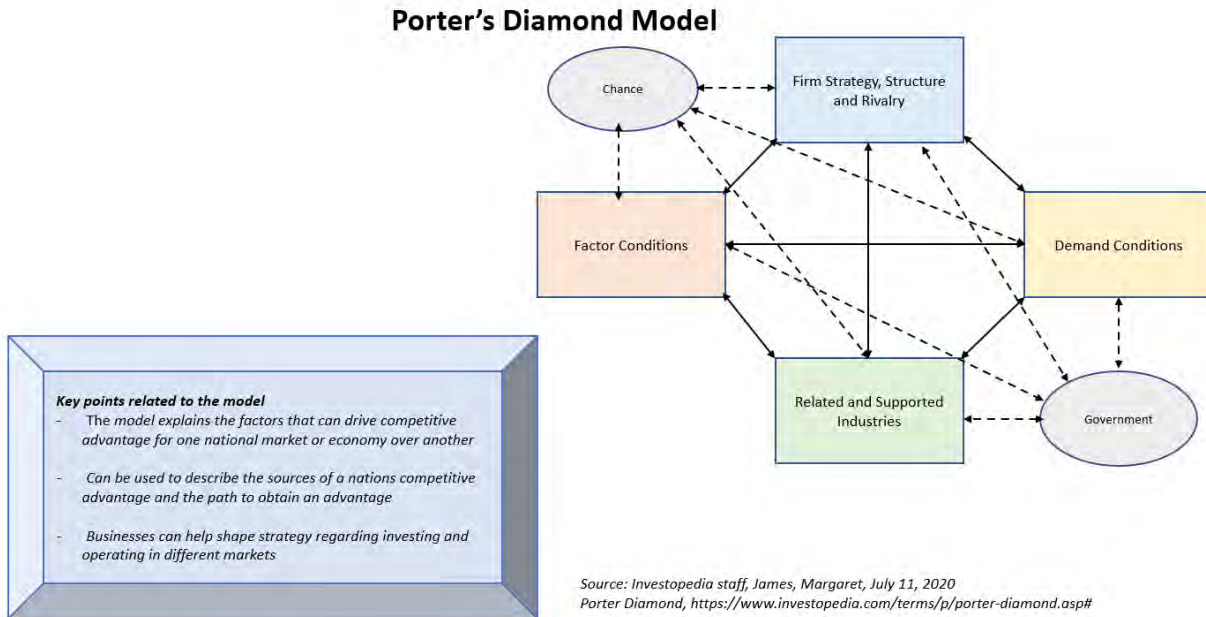 Porter's Diamond Model
Chance
Firm Strategy, Structure
and Rivalry
Factor Conditions
Demand Conditions
Related and Supported
Industries
Government
Key points related to the model
- The model explains the factors that can drive competitive
advantage for one national market or economy over another
- Can be used to describe the sources of a nations competitive
advantage and the path to obtain an advantage
- Businesses can help shape strategy regarding investing and
operating in different markets
Source: Investopedia staff, James, Margaret, July 11, 2020
Porter Diamond, https://www.investopedia.com/terms/p/porter-diamond.asp#